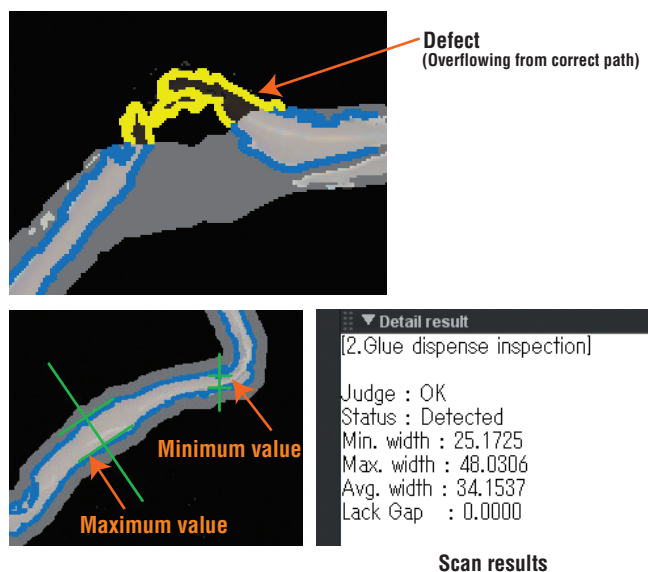 Defect
(Overflowing from correct path)
Minimum value
Maximum value
▼ Detail result
[2.Glue dispense inspection]
Judge : OK
Status : Detected
Min. width : 25.1725
Max. width : 48.0306
Avg. width : 34.1537
Lack Gap : 0.0000
Scan results